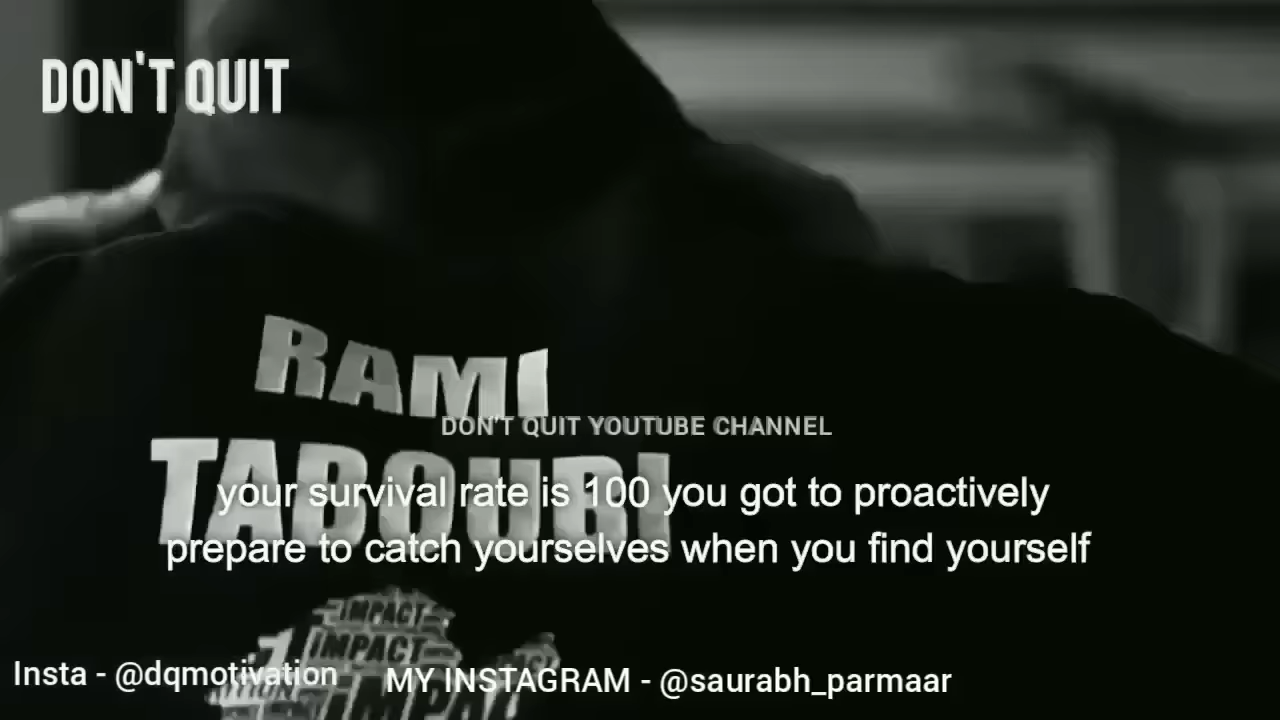 DON'T QUIT
RAMI
DON'T QUIT YOUTUBE CHANNEL
TABOUBI
your survival rate is 100 you got to proactively
prepare to catch yourselves when you find yourself
IMPACT
IMPACT
Insta - @dqmotivation
MY INSTAGRAM - @saurabh_parmaar